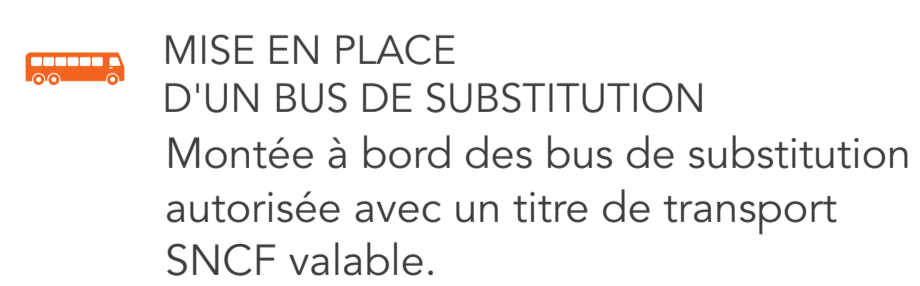 MISE EN PLACE
D'UN BUS DE SUBSTITUTION
Montée à bord des bus de substitution
autorisée avec un titre de transport
SNCF valable.